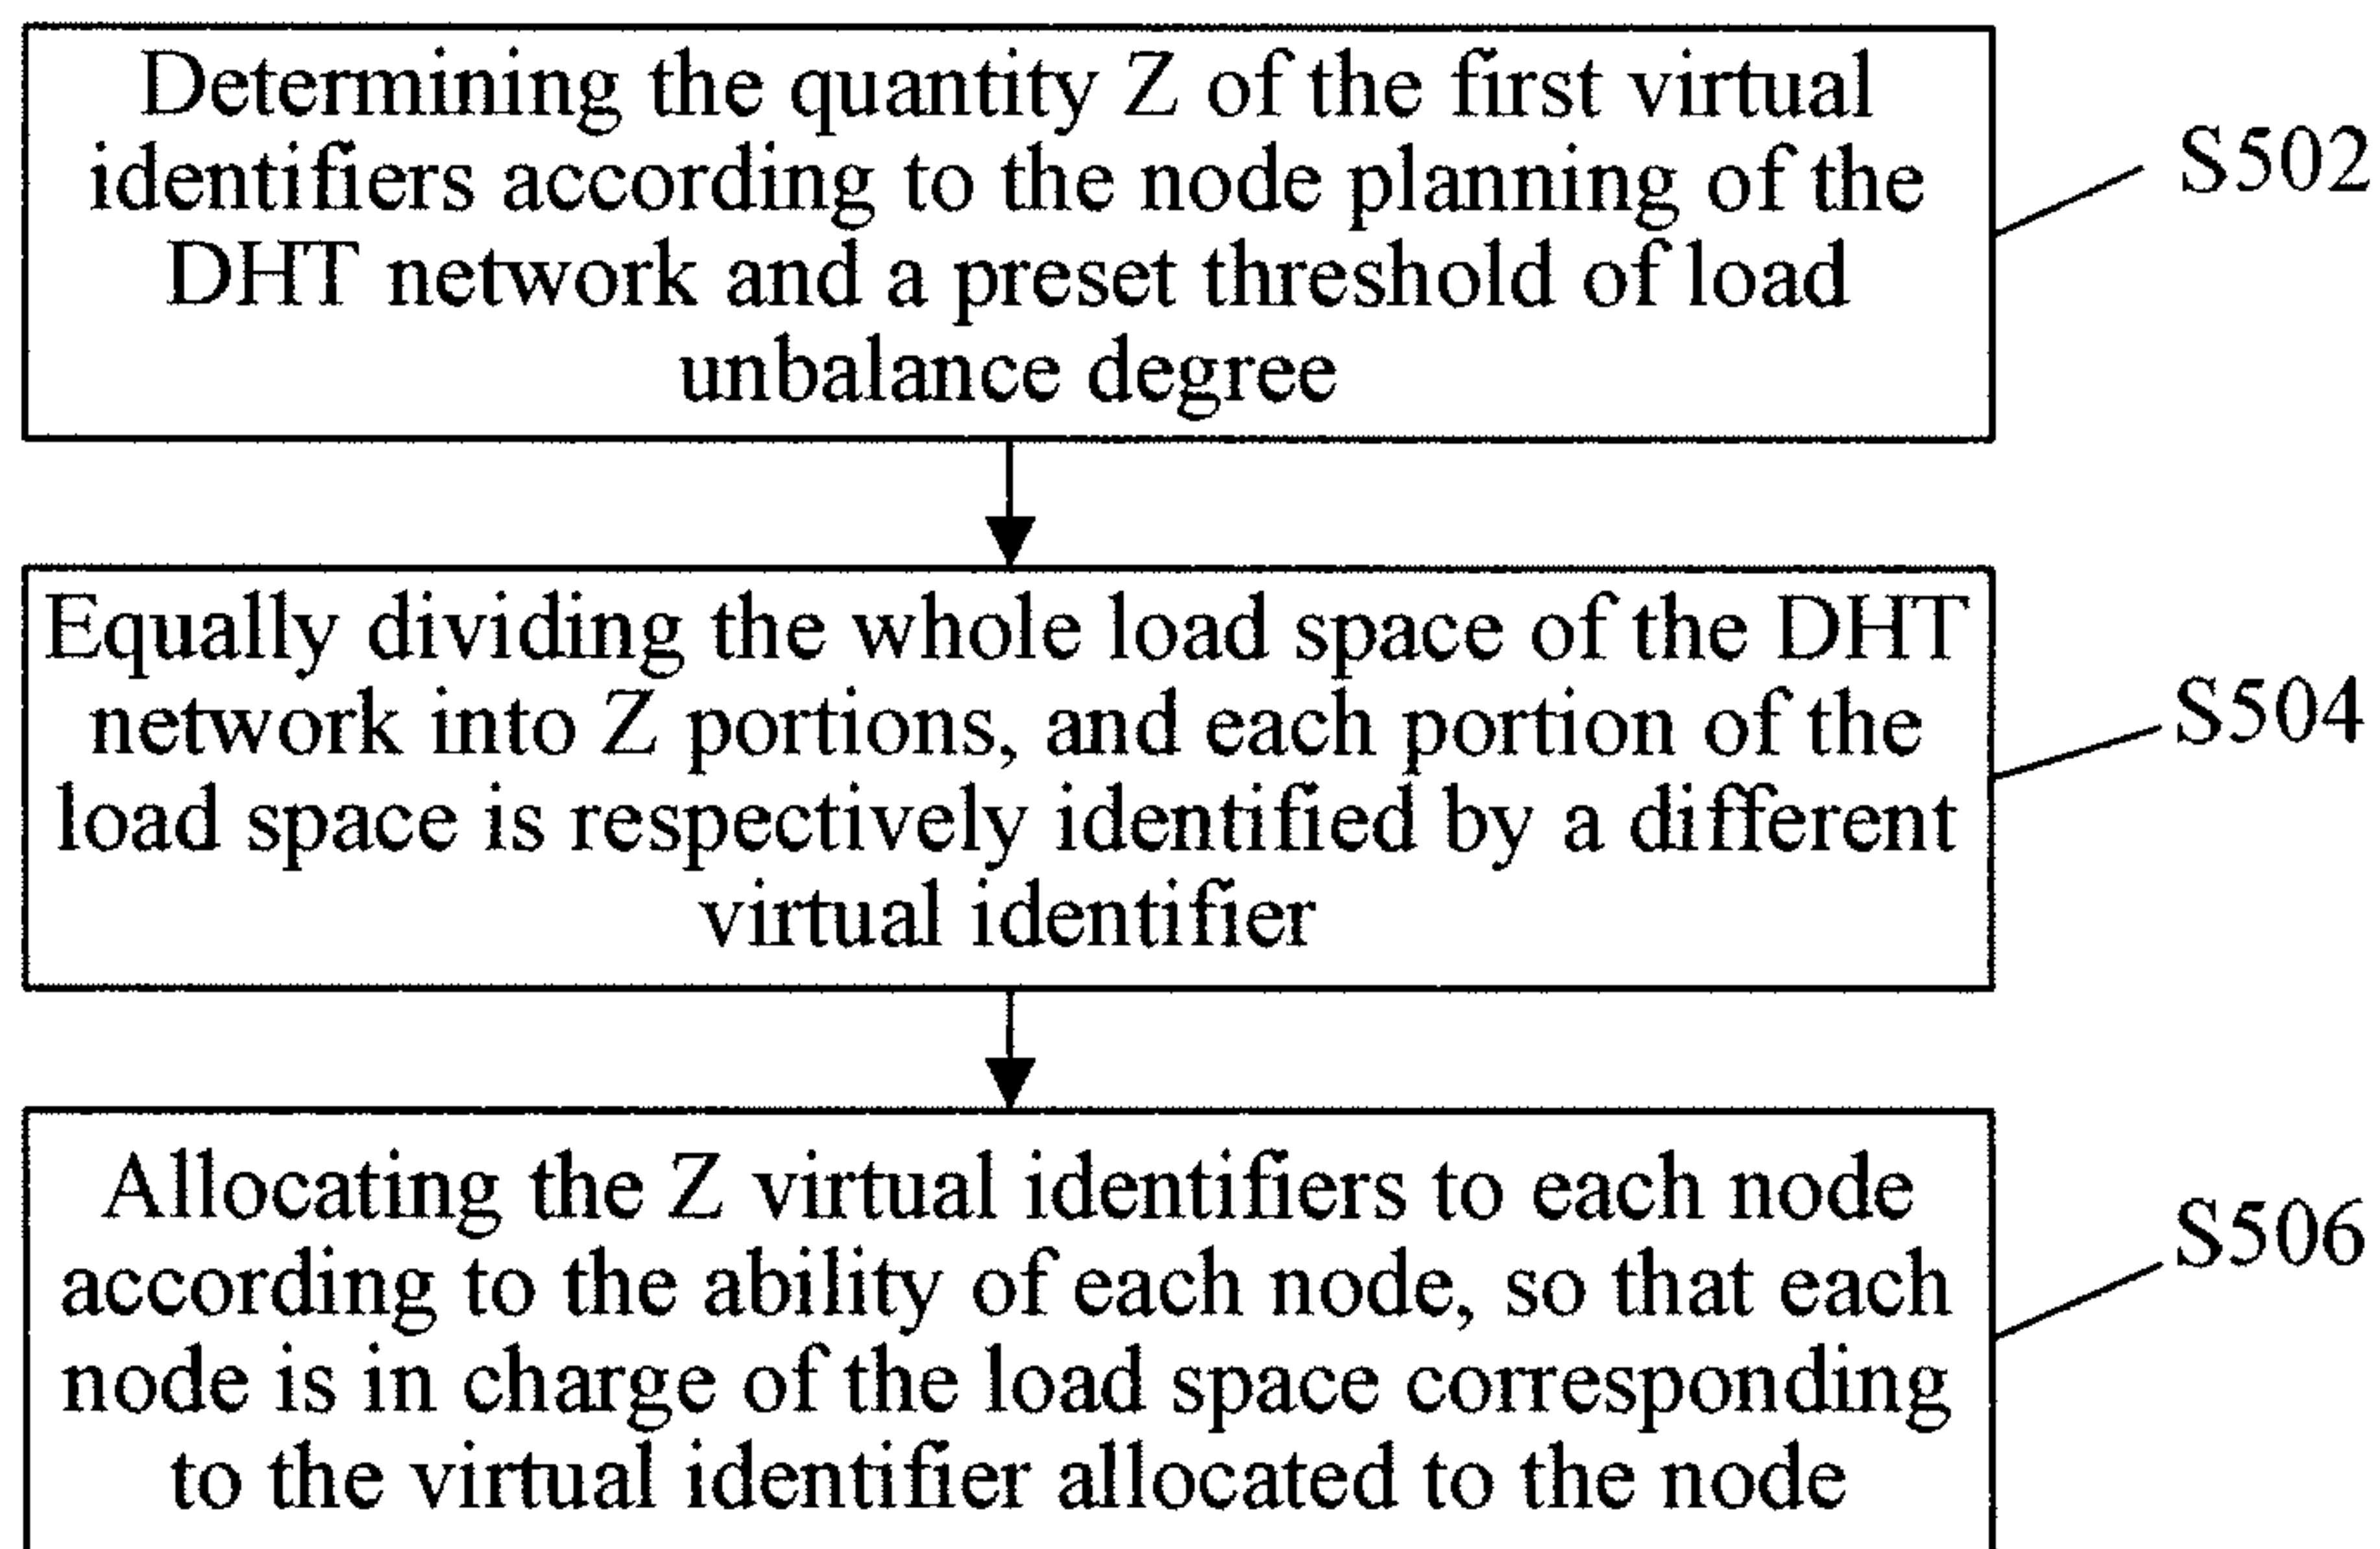 Determining the quantity Z of the first virtual
identifiers according to the node planning of the
DHT network and a preset threshold of load
unbalance degree
S502
Equally dividing the whole load space of the DHT
network into Z portions, and each portion of the
load space is respectively identified by a different
virtual identifier
S504
Allocating the Z virtual identifiers to each node
according to the ability of each node, so that each
node is in charge of the load space corresponding
to the virtual identifier allocated to the node
S506